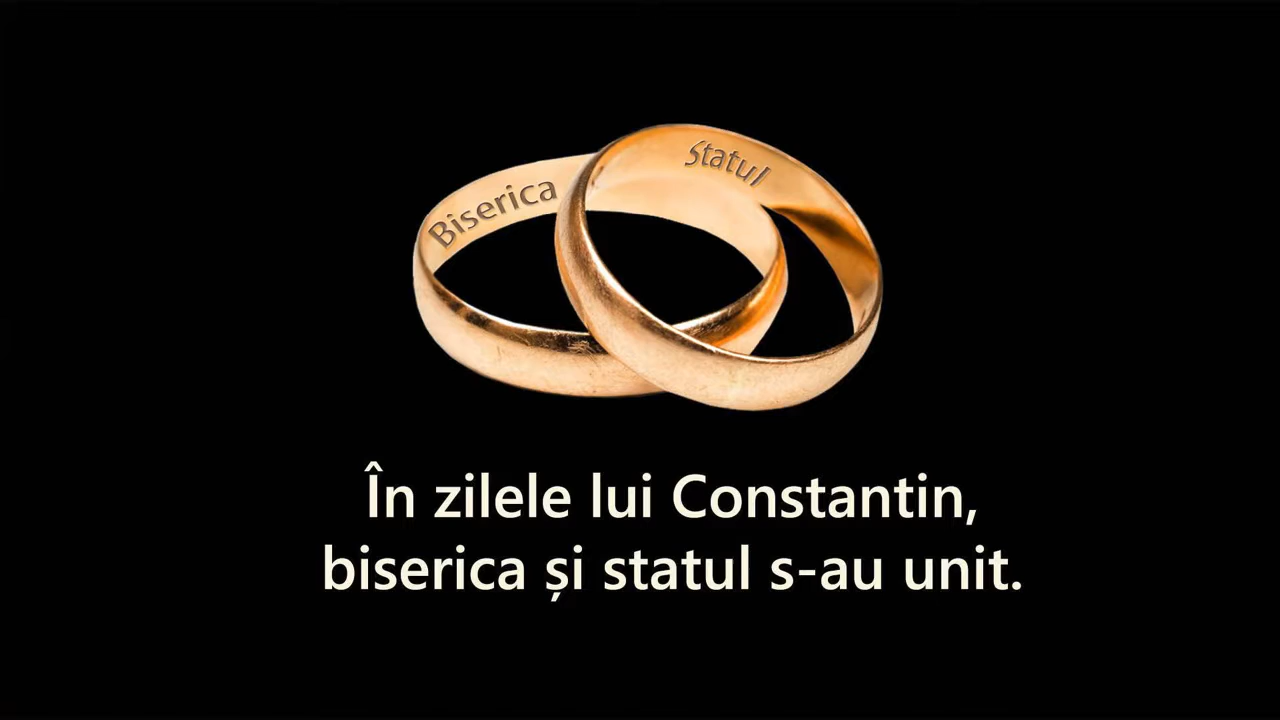 Biserica
Statul
În zilele lui Constantin,
biserica și statul s-au unit.